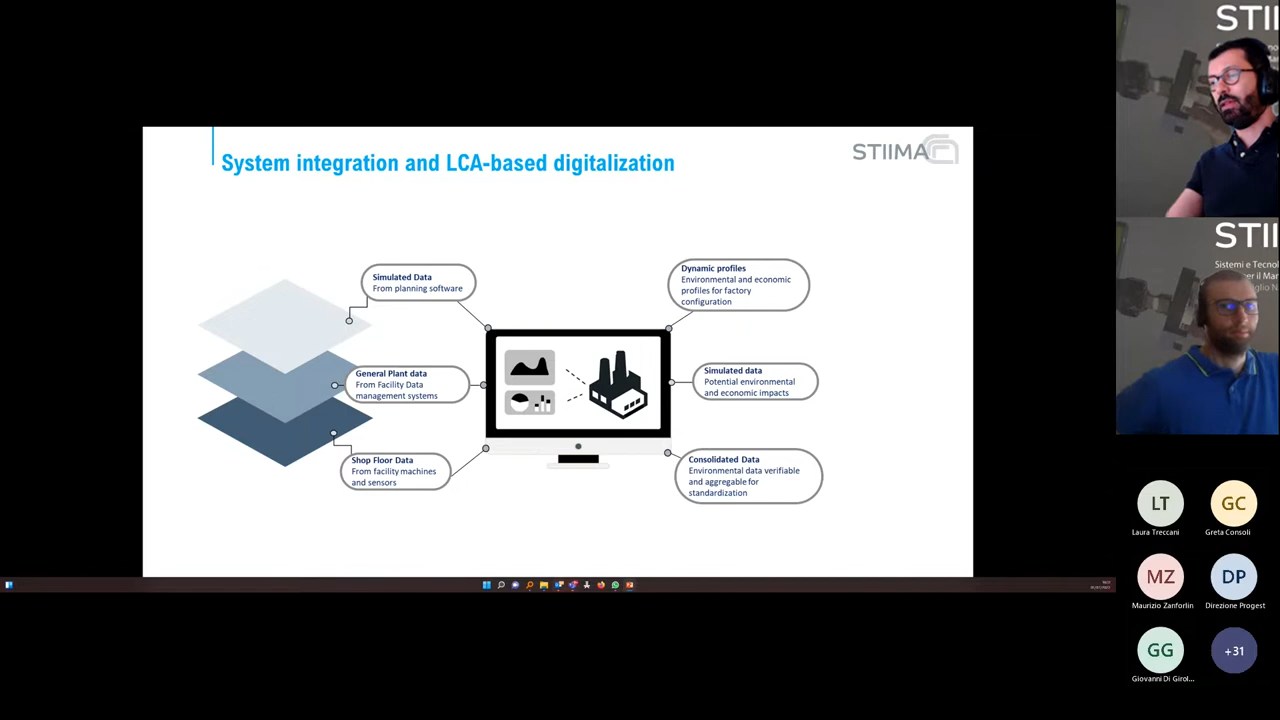 System integration and LCA-based digitalization
STIIMA
Simulated Data
From planning software
General Plant data
From Facility Data
management systems
Shop Floor Data
From facility machines
and sensors
Dynamic profiles
Environmental and economic
profiles for factory
configuration
Simulated data
Potential environmental
and economic impacts
Consolidated Data
Environmental data verifiable
and aggregable for
standardization
STII
STII
Sistemi e Tecnol
per il Mar
LT
Laura Treccani
GC
Greta Consoli
MZ
Maurizio Zanforlin
DP
Direzione Progest
GG
Giovanni Di Girol...
+31